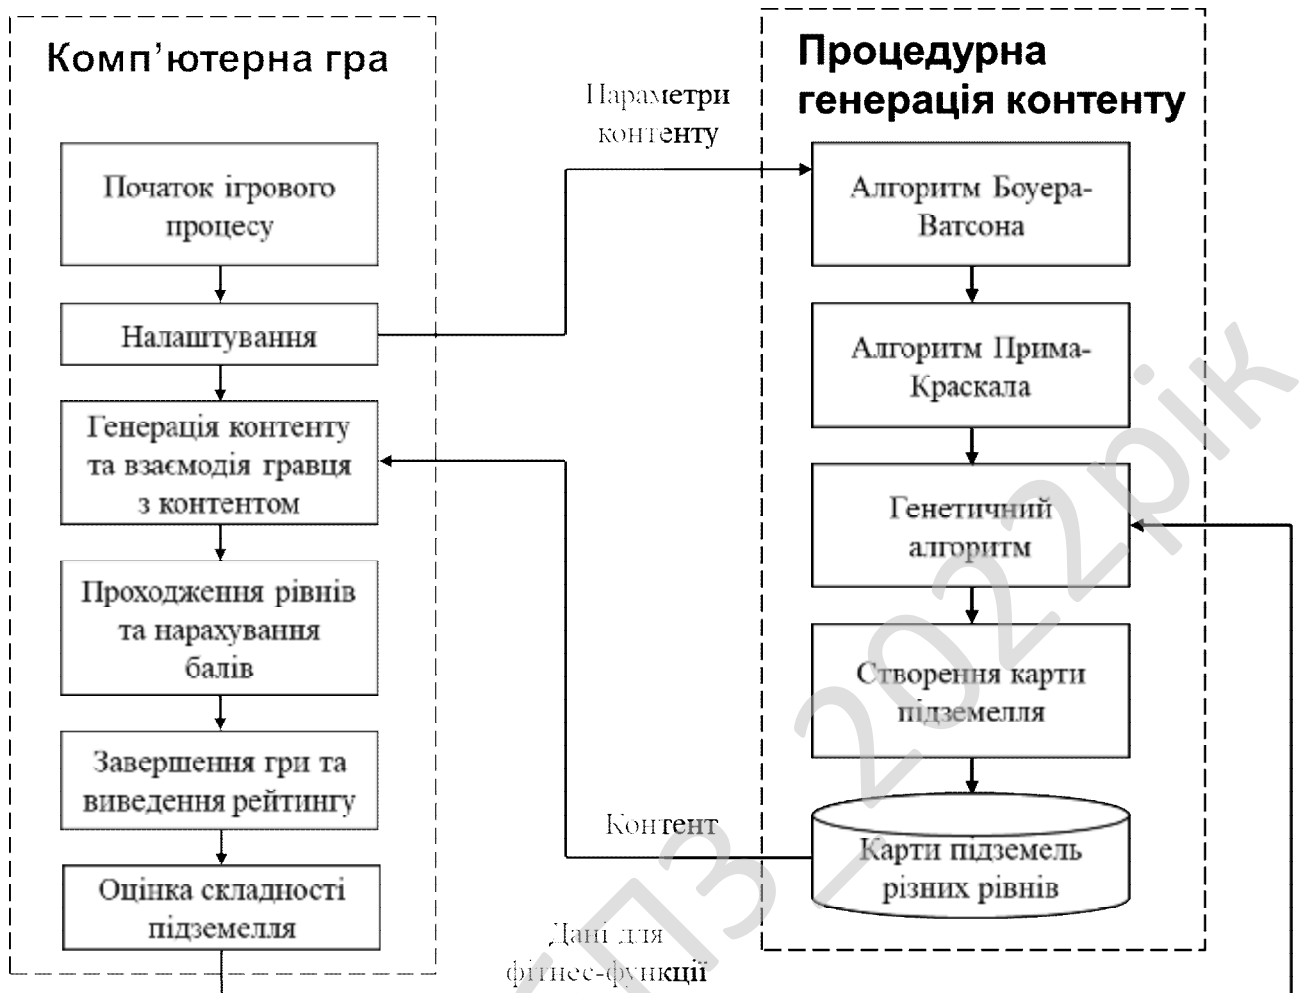 Комп’ютерна гра
Початок ігрового
процесу
Налаштування
Генерація контенту
та взаємодія гравця
з контентом
Проходження рівнів
та нарахування
балів
Завершення гри та
виведення рейтингу
Оцінка складності
підземелля
Параметри
контенту
Контент
Дані для
фітнес-функції
Процедурна
генерація контенту
Алгоритм Боуера-
Ватсона
Алгоритм Прима-
Краскала
Генетичний
алгоритм
Створення карти
підземелля
Карти підземель
різних рівнів
ПЗ_2022рік